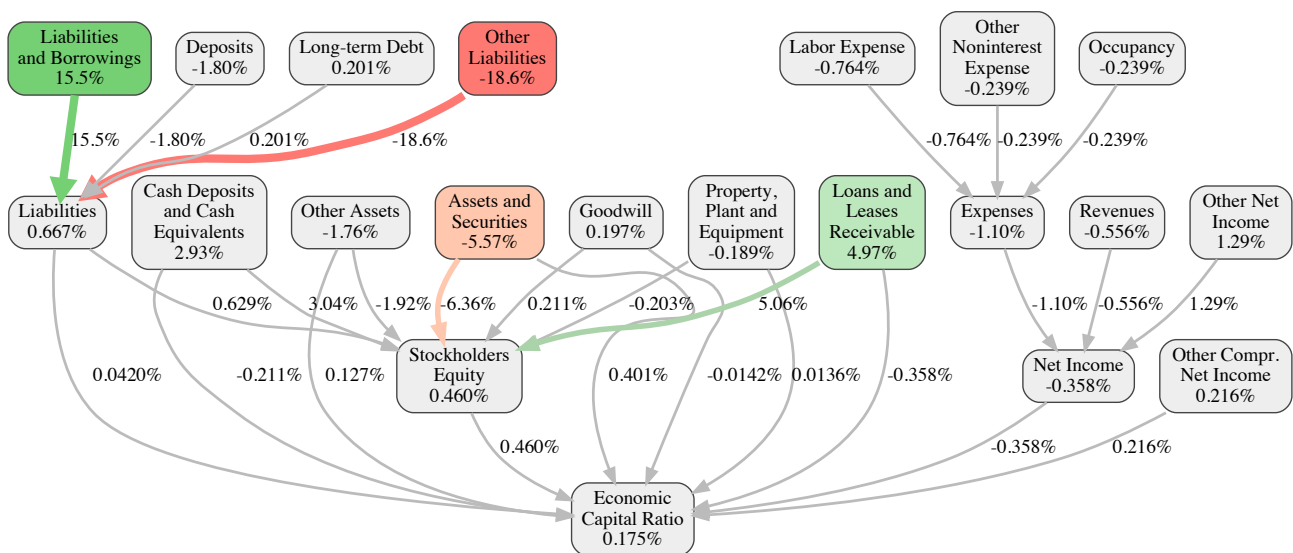 Liabilities
and Borrowings
15.5%
Deposits
-1.80%
Long-term Debt
0.201%
Other
Liabilities
-18.6%
Labor Expense
-0.764%
Other
Noninterest
Expense
-0.239%
Occupancy
-0.239%
15.5%
-1.80%
0.201%
-18.6%
-0.764%
-0.239%
-0.239%
Liabilities
0.667%
Cash Deposits
and Cash
Equivalents
2.93%
Other Assets
-1.76%
Assets and
Securities
-5.57%
Goodwill
0.197%
Property,
Plant and
Equipment
-0.189%
Loans and
Leases
Receivable
4.97%
Expenses
-1.10%
Revenues
-0.556%
Other Net
Income
1.29%
0.629%
3.04%
-1.92%
-6.36%
0.211%
-0.203%
5.06%
-1.10%
-0.556%
1.29%
Stockholders
Equity
0.460%
Net Income
-0.358%
Other Compr.
Net Income
0.216%
0.0420%
-0.211%
0.127%
0.401%
-0.0142%
0.0136%
-0.358%
0.460%
-0.358%
0.216%
Economic
Capital Ratio
0.175%